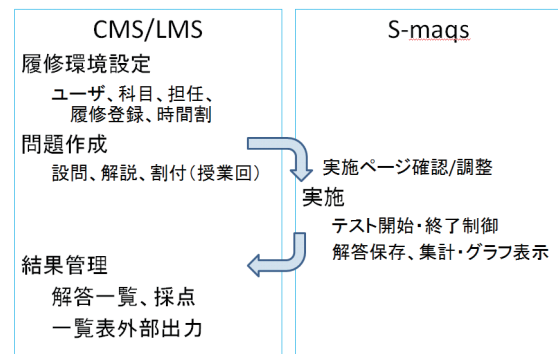 CMS/LMS
履修環境設定
ユーザ、科目、担任、
履修登録、時間割
問題作成
設問、解説、割付(授業回)
結果管理
解答一覧、採点
一覧表外部出力
S-maqs
実施ページ確認/調整
実施
テスト開始・終了制御
解答保存、集計・グラフ表示